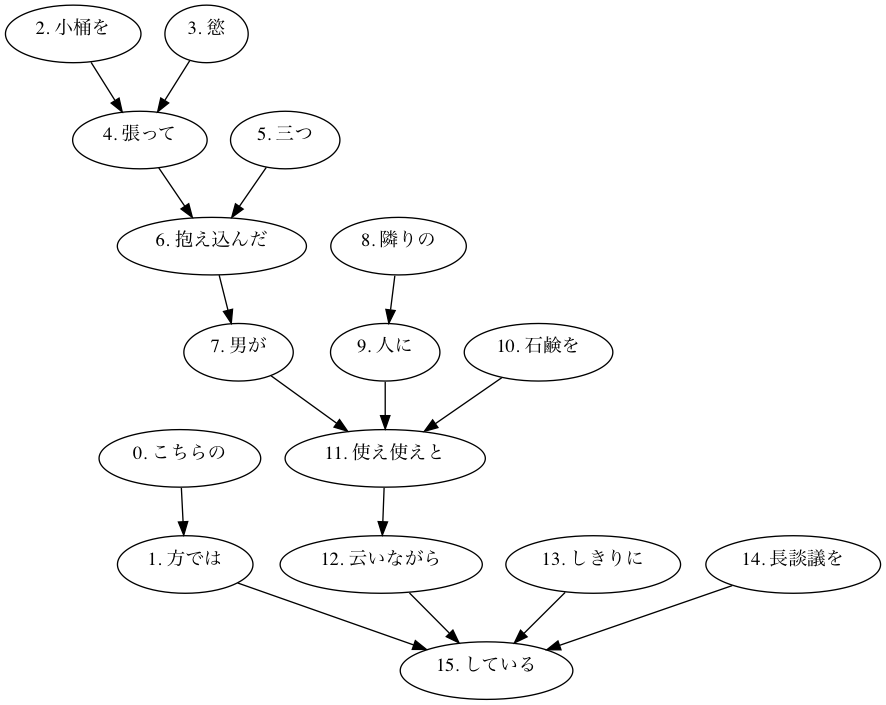 2. 小桶を
3. 慾
4. 張って
5. 三つ
6. 抱え込んだ
8. 隣りの
7. 男が
9. 人に
10. 石鹸を
0. こちらの
11. 使え使えと
1. 方では
12. 云いながら
13. しきりに
14. 長談議を
15. している